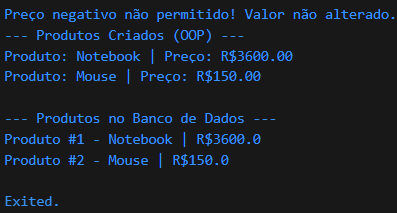 Preço negativo não permitido! Valor não alterado.
--- Produtos Criados (OOP) ---
Produto: Notebook | Preço: R$3600.00
Produto: Mouse | Preço: R$150.00

--- Produtos no Banco de Dados ---
Produto #1 - Notebook | R$3600.0
Produto #2 - Mouse | R$150.0

Exited.